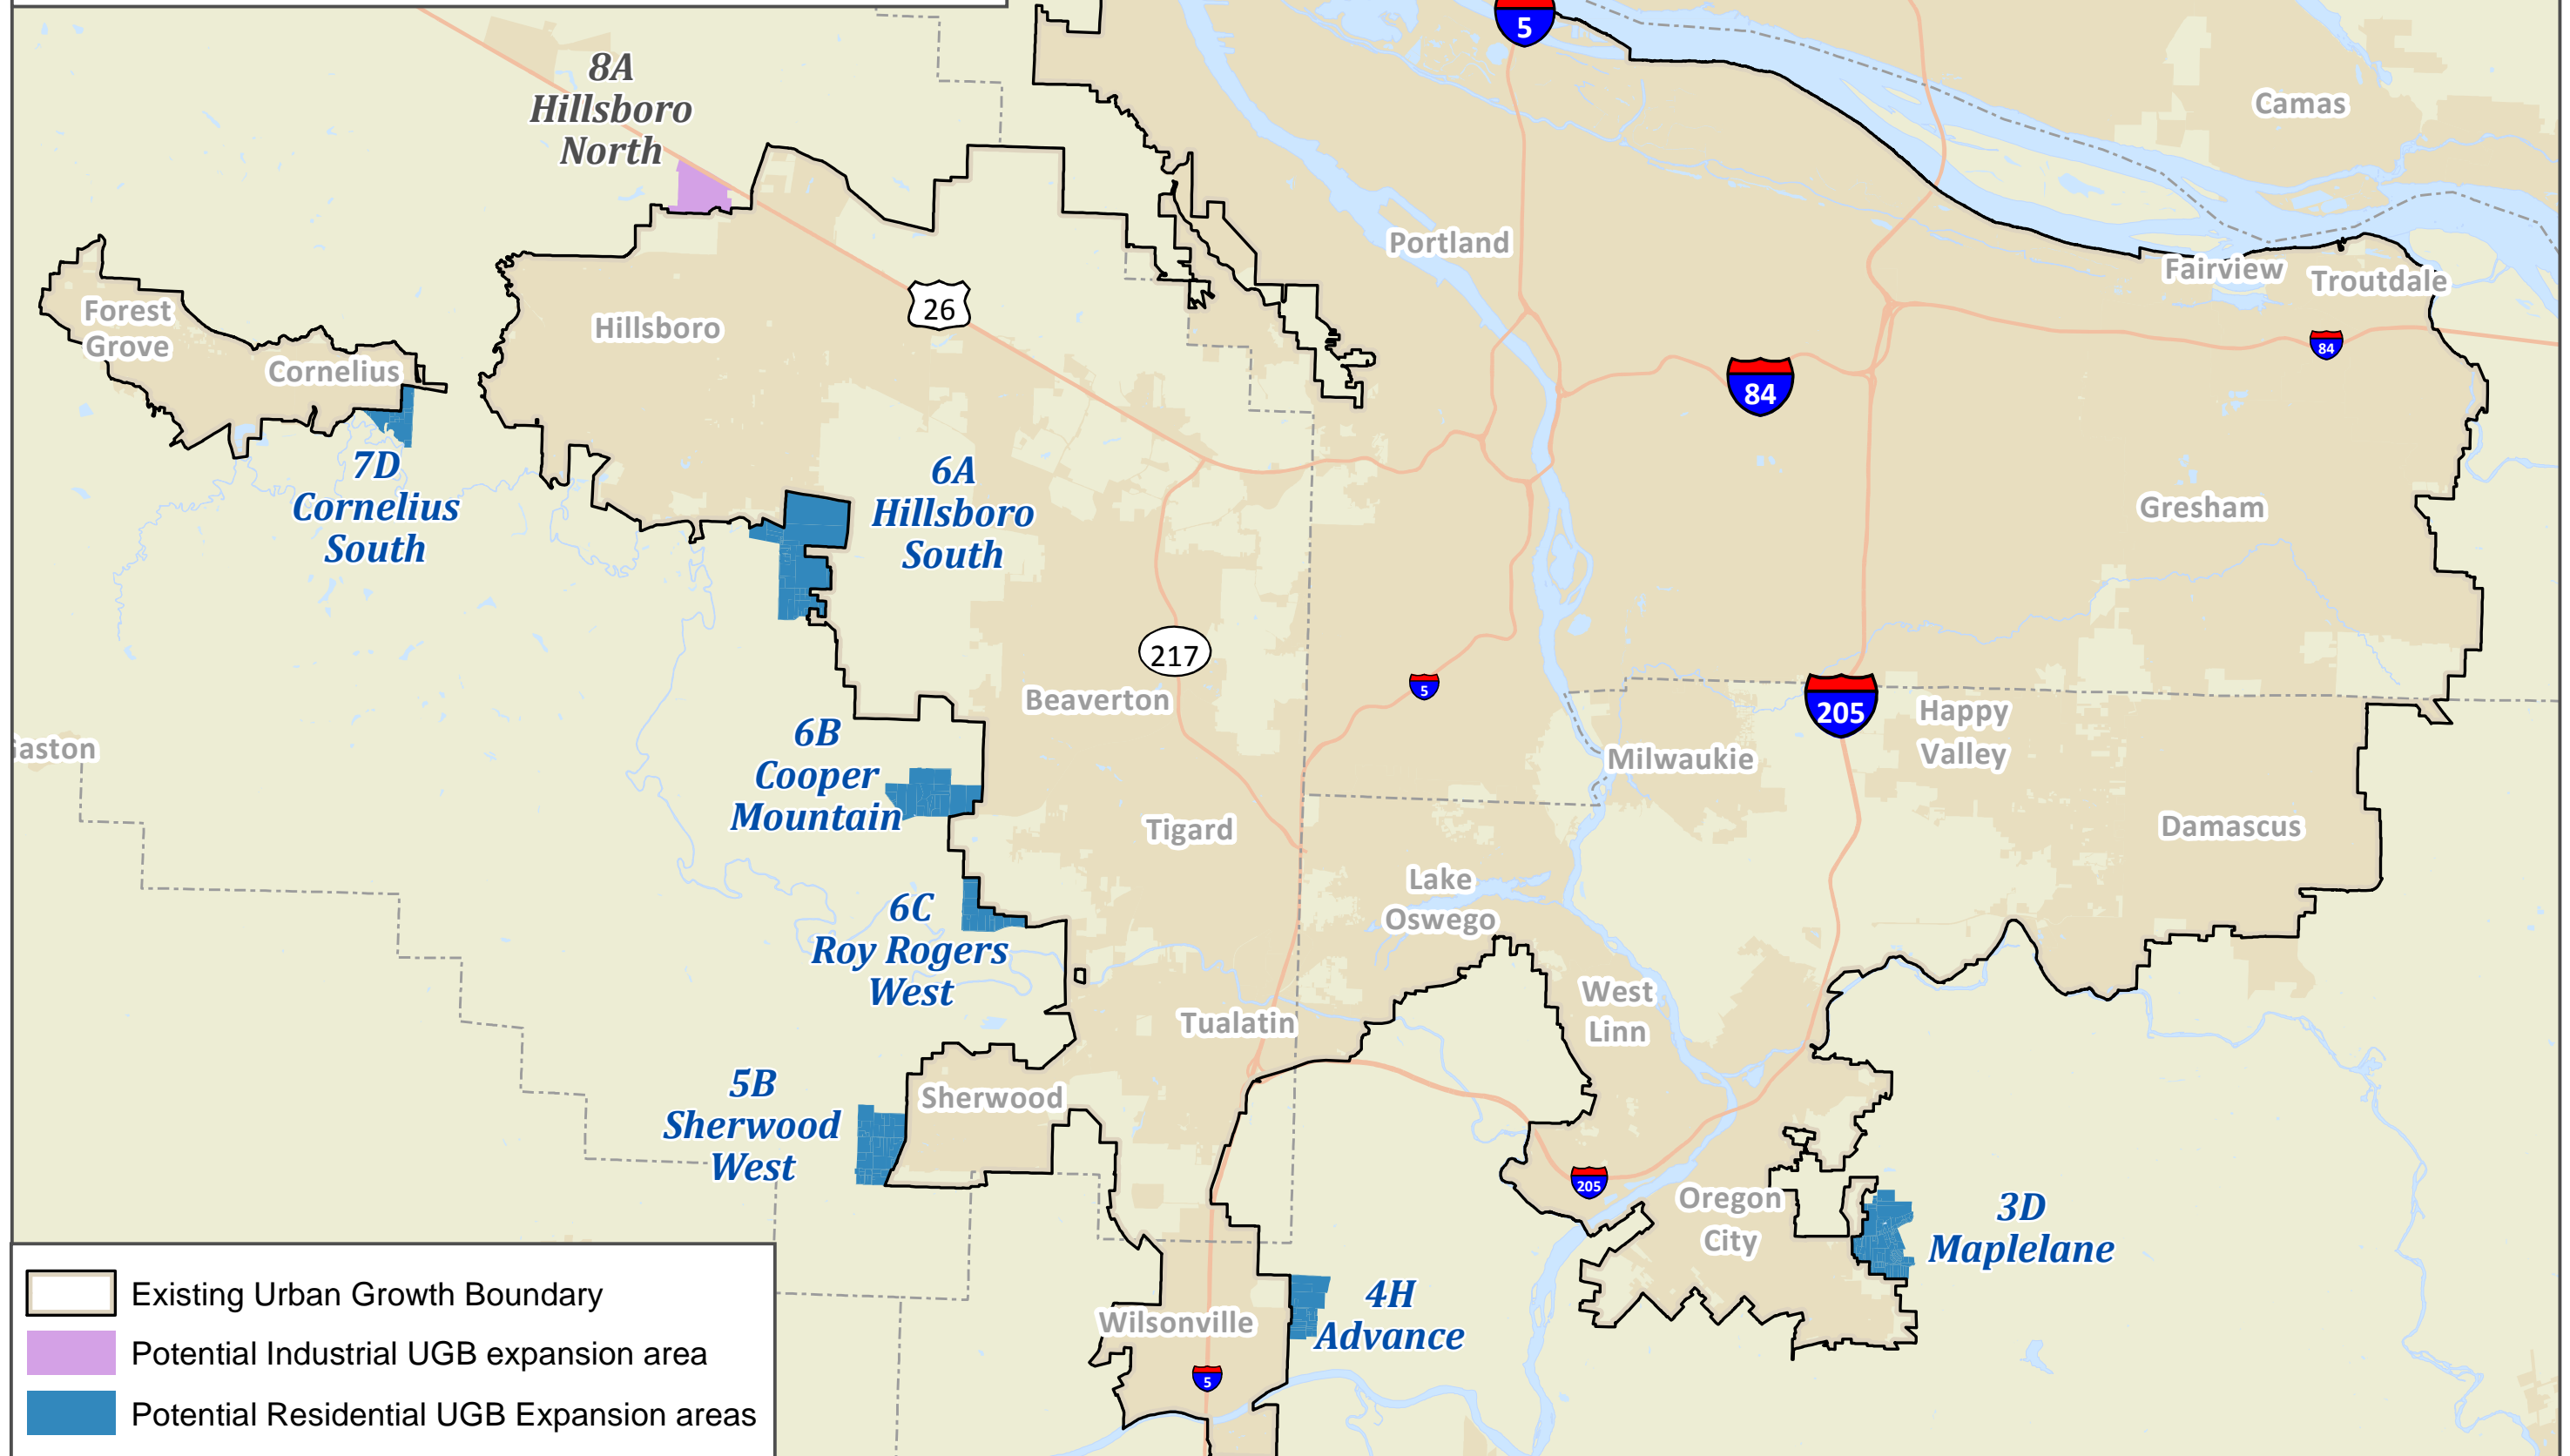 5
8A
Hillsboro
North
Camas
Portland
Fairview
Troutdale
Forest
Grove
Hillsboro
26
84
Cornelius
84
7D
Cornelius
South
6A
Hillsboro
South
Gresham
217
Beaverton
5
205
Happy
Valley
6B
Cooper
Mountain
aston
Milwaukie
Tigard
Damascus
Lake
Oswego
6C
Roy Rogers
West
West
Linn
Tualatin
5B
Sherwood
West
Sherwood
205
Oregon
City
3D
Maplelane
4H
Advance
Wilsonville
5
Existing Urban Growth Boundary
Potential Industrial UGB expansion area
Potential Residential UGB Expansion areas